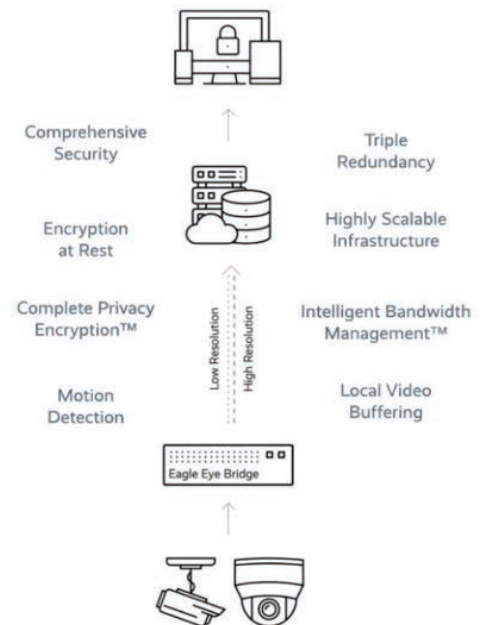 Comprehensive
Security
Triple
Redundancy
Encryption
at Rest
Highly Scalable
Infrastructure
Complete Privacy
Encryption™
Low Resolution
High Resolution
Intelligent Bandwidth
Management™
Motion
Detection
Local Video
Buffering
Eagle Eye Bridge